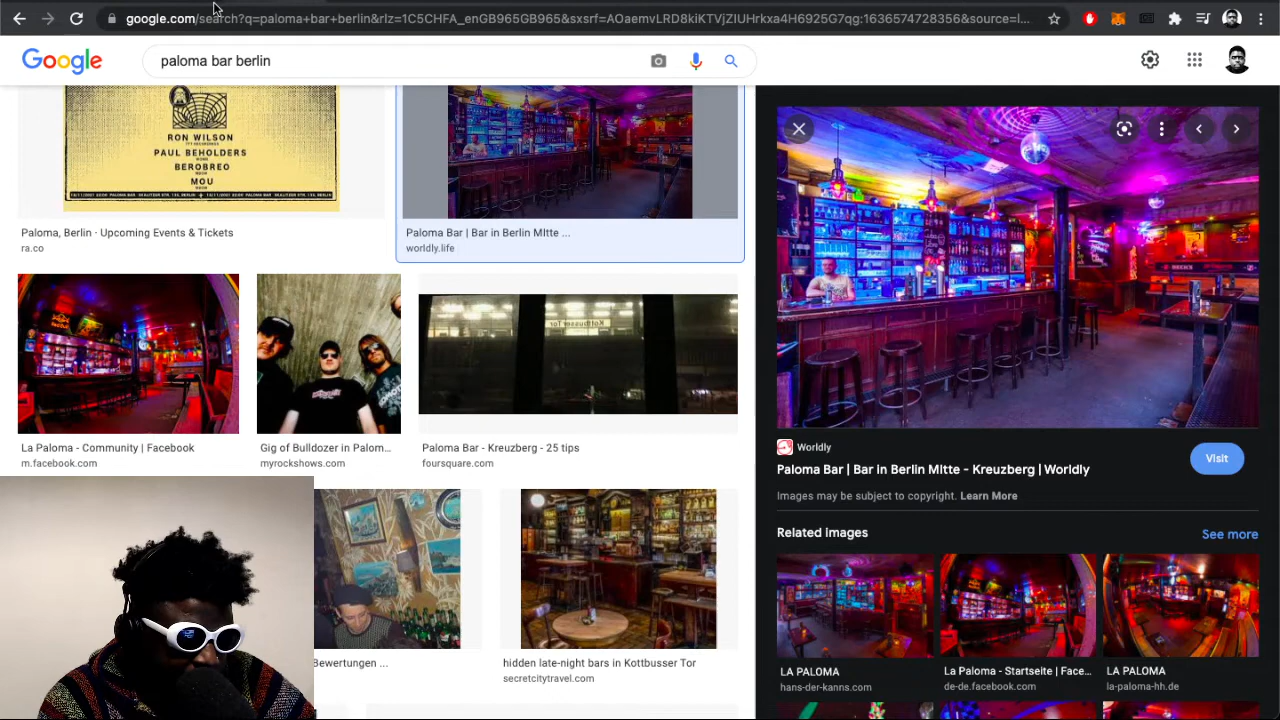 google.com/search?q=paloma+bar+berlin&rlz=1C5CHFA_enGB965GB965&sxsrf=AOaemvLRD8kiKTVjZIUHrkxa4H6975G7qg:1636574728356&source=l...
Google
paloma bar berlin
RON WILSON
PAUL BEHOLDERS
BEROBREO
MOU
Paloma, Berlin · Upcoming Events & Tickets
ra.co
Paloma Bar | Bar in Berlin MItte ...
worldly.life
BECK'S
Kottbusser Tor
La Paloma - Community | Facebook
m.facebook.com
Gig of Bulldozer in Palom...
myrockshows.com
Paloma Bar - Kreuzberg - 25 tips
foursquare.com
Worldly
Paloma Bar | Bar in Berlin MItte - Kreuzberg | Worldly
Visit
Images may be subject to copyright. Learn More
Related images
See more
Bewertungen ...
hidden late-night bars in Kottbusser Tor
secretcitytravel.com
LA PALOMA
hans-der-kanns.com
La Paloma - Startseite | Face...
de-de.facebook.com
LA PALOMA
la-paloma-hh.de